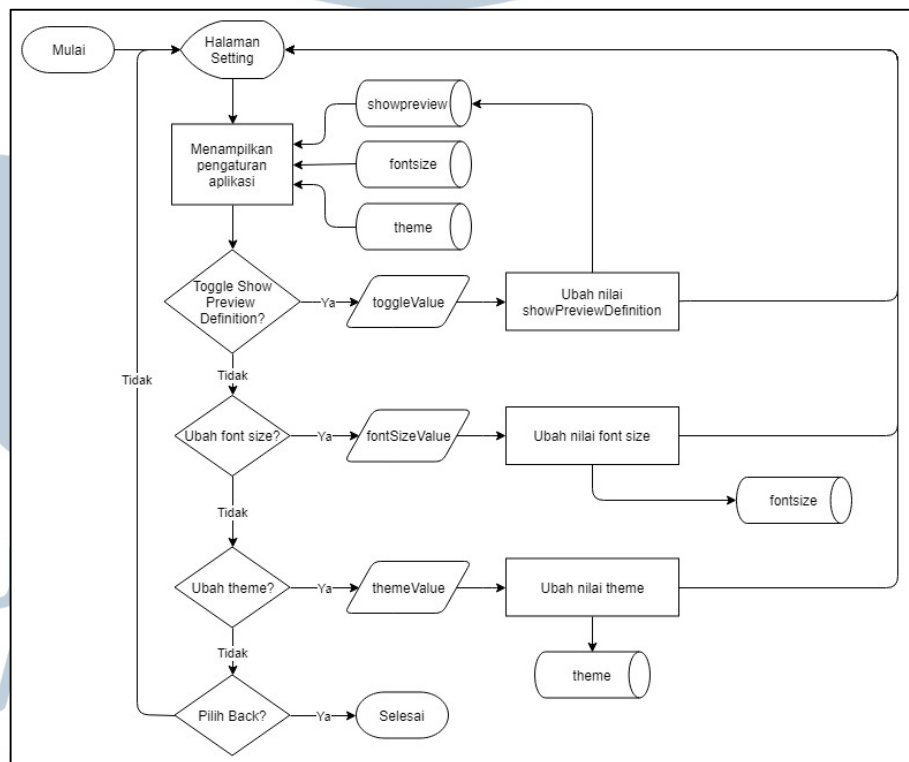 Mulai
Halaman
Setting
showpreview
Menampilkan
pengaturan
aplikasi
fontsize
theme
Toggle Show
Preview
Definition?
Ya
toggleValue
Ubah nilai
showPreviewDefinition
Tidak
Tidak
Ubah font size?
Ya
fontSizeValue
Ubah nilai font size
fontsize
Tidak
Ubah theme?
Ya
themeValue
Ubah nilai theme
Tidak
theme
Pilih Back?
Ya
Selesai